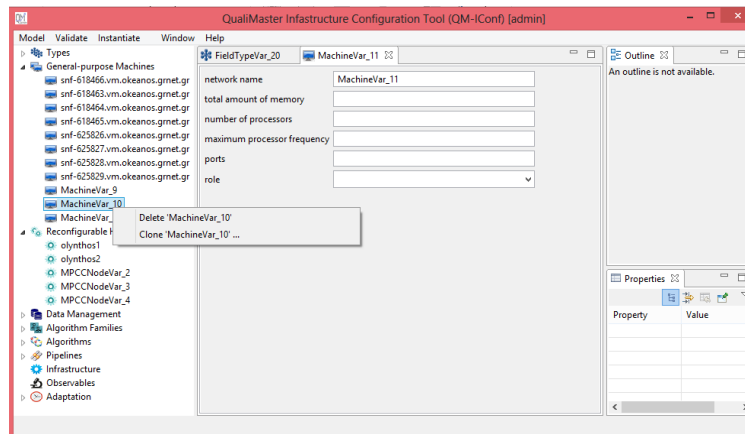 QualiMaster Infastructure Configuration Tool (QM-IConf) [admin]
Model Validate Instantiate Window Help
Types
General-purpose Machines
snf-618466.vm.okeanos.grnet.gr
snf-618463.vm.okeanos.grnet.gr
snf-618464.vm.okeanos.grnet.gr
snf-618465.vm.okeanos.grnet.gr
snf-625826.vm.okeanos.grnet.gr
snf-625827.vm.okeanos.grnet.gr
snf-625828.vm.okeanos.grnet.gr
snf-625829.vm.okeanos.grnet.gr
MachineVar_9
MachineVar_10
MachineVar_
Reconfigurable H
olynthos1
olynthos2
MPCCNodeVar_2
MPCCNodeVar_3
MPCCNodeVar_4
Data Management
Algorithm Families
Algorithms
Pipelines
Infrastructure
Observables
Adaptation
Delete 'MachineVar_10'
Clone 'MachineVar_10' ...
FieldTypeVar_20 MachineVar_11
network name MachineVar_11
total amount of memory
number of processors
maximum processor frequency
ports
role
Outline
An outline is not available.
Properties
Property Value